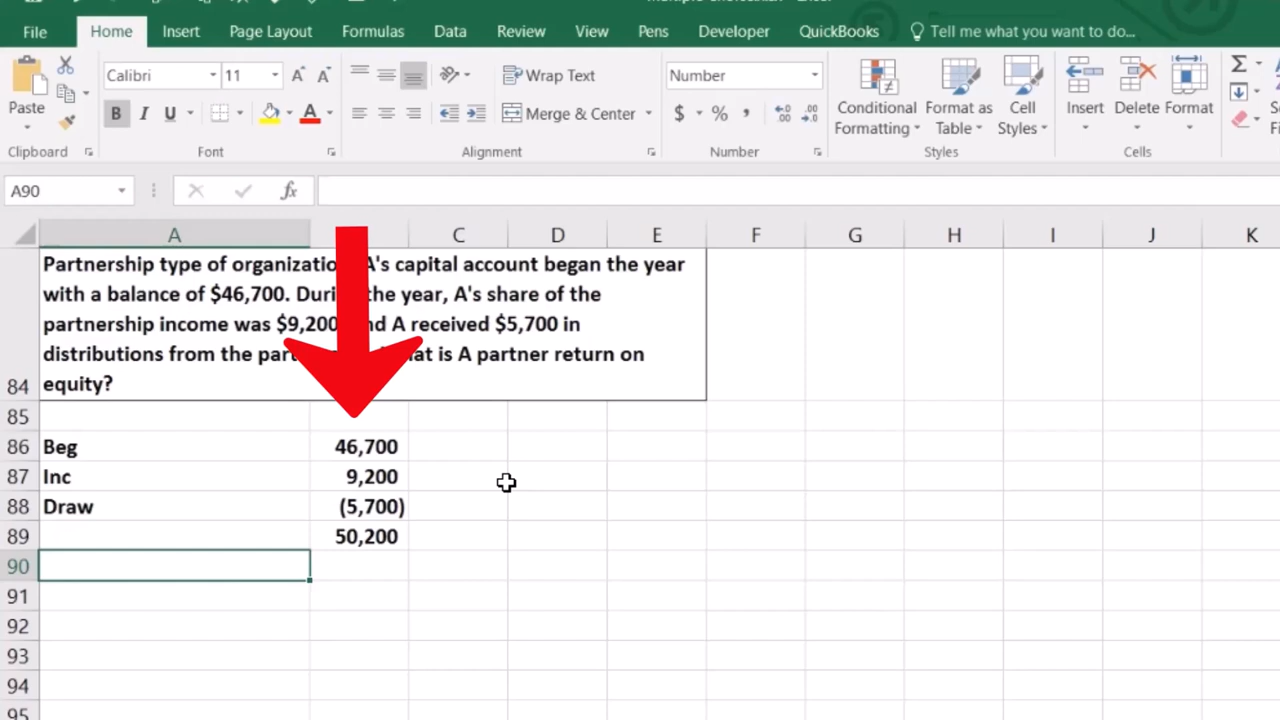 File Home Insert Page Layout Formulas Data Review View Pens Developer QuickBooks Tell me what you want to do...
Paste Calibri 11 Wrap Text Number Conditional Formatting Format as Table Cell Styles Insert Delete Format
B I U A Merge & Center $ %
Clipboard Font Alignment Number Styles Cells
A90 fx
A C D E F G H I J K
Partnership type of organization A's capital account began the year
with a balance of $46,700. During the year, A's share of the
partnership income was $9,200 and A received $5,700 in
distributions from the is A partner return on
84 equity?
85
86 Beg 46,700
87 Inc 9,200
88 Draw (5,700)
89 50,200
90
91
92
93
94
95